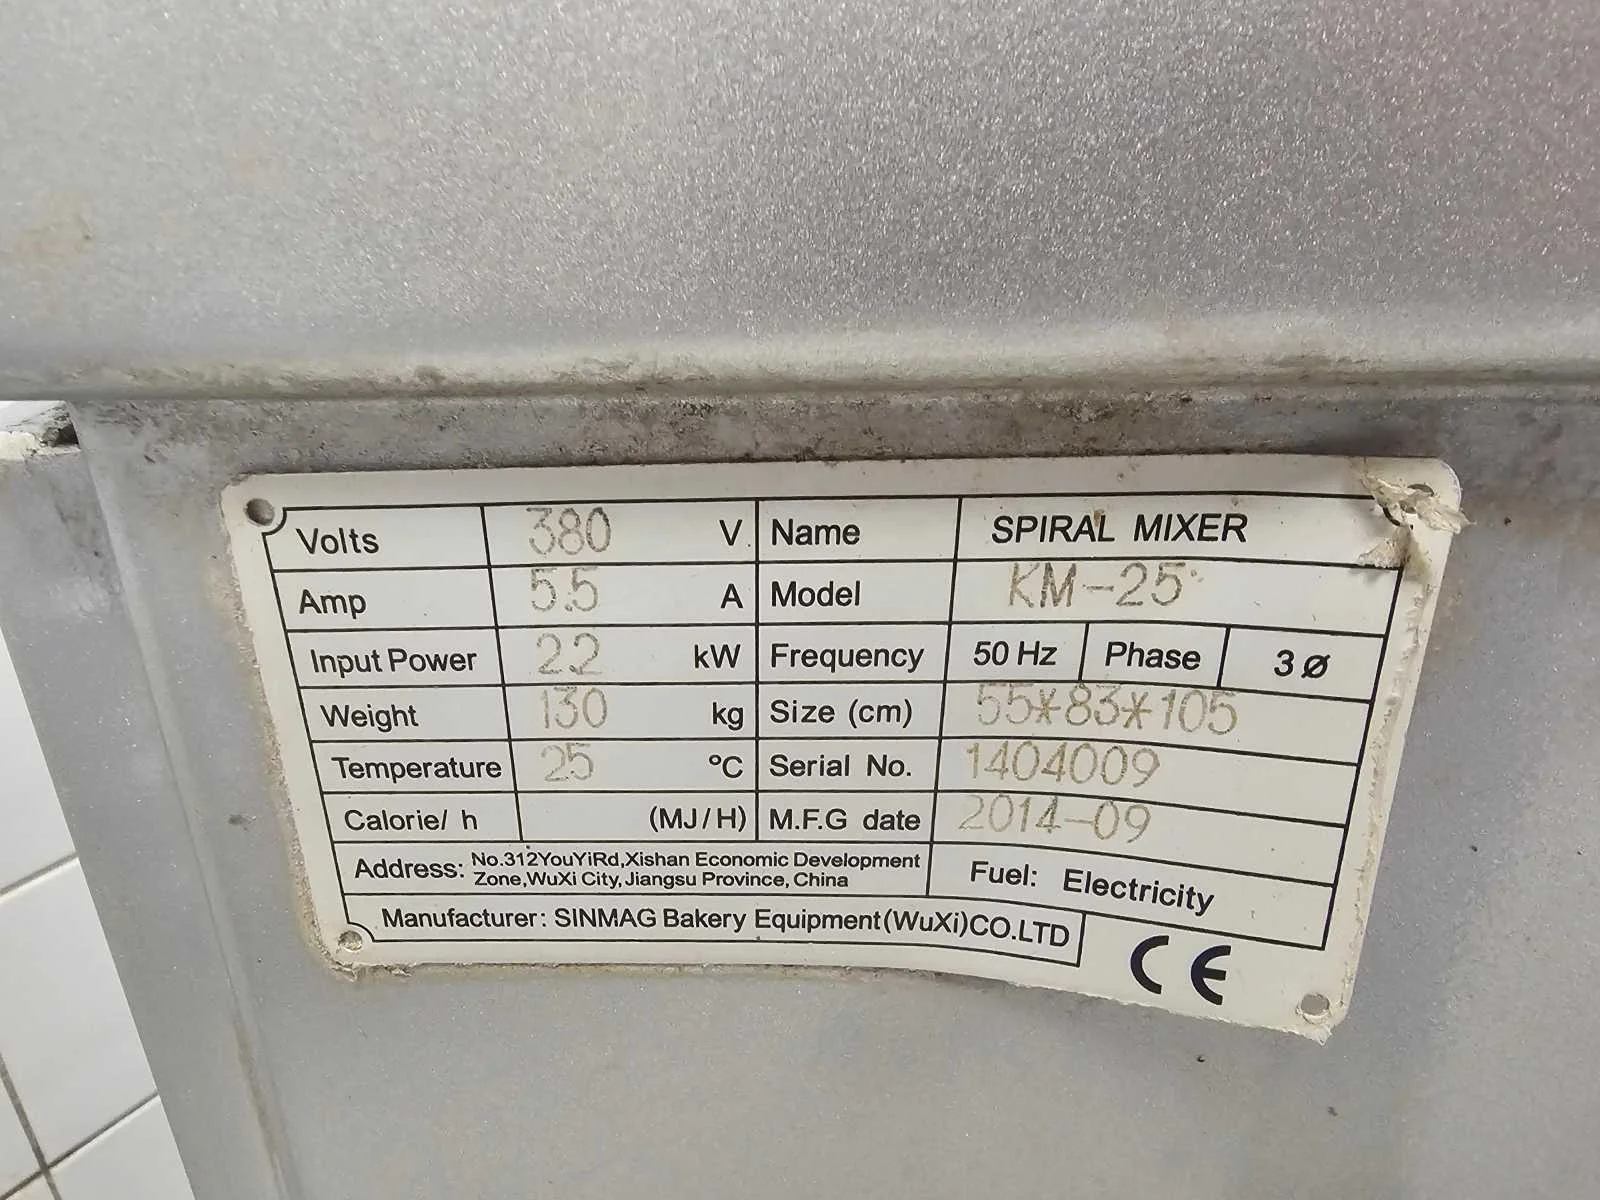 Volts 380 V Name SPIRAL MIXER
Amp 5.5 A Model KM-25
Input Power 2.2 kW Frequency 50 Hz Phase 3 Ø
Weight 130 kg Size (cm) 55*83*105
Temperature 25 °C Serial No. 1404009
Calorie/ h (MJ/H) M.F.G date 2014-09
Address: No.312YouYiRd,Xishan Economic Development
Zone,WuXi City,Jiangsu Province, China
Fuel: Electricity
Manufacturer: SINMAG Bakery Equipment(WuXi)CO.LTD
CE